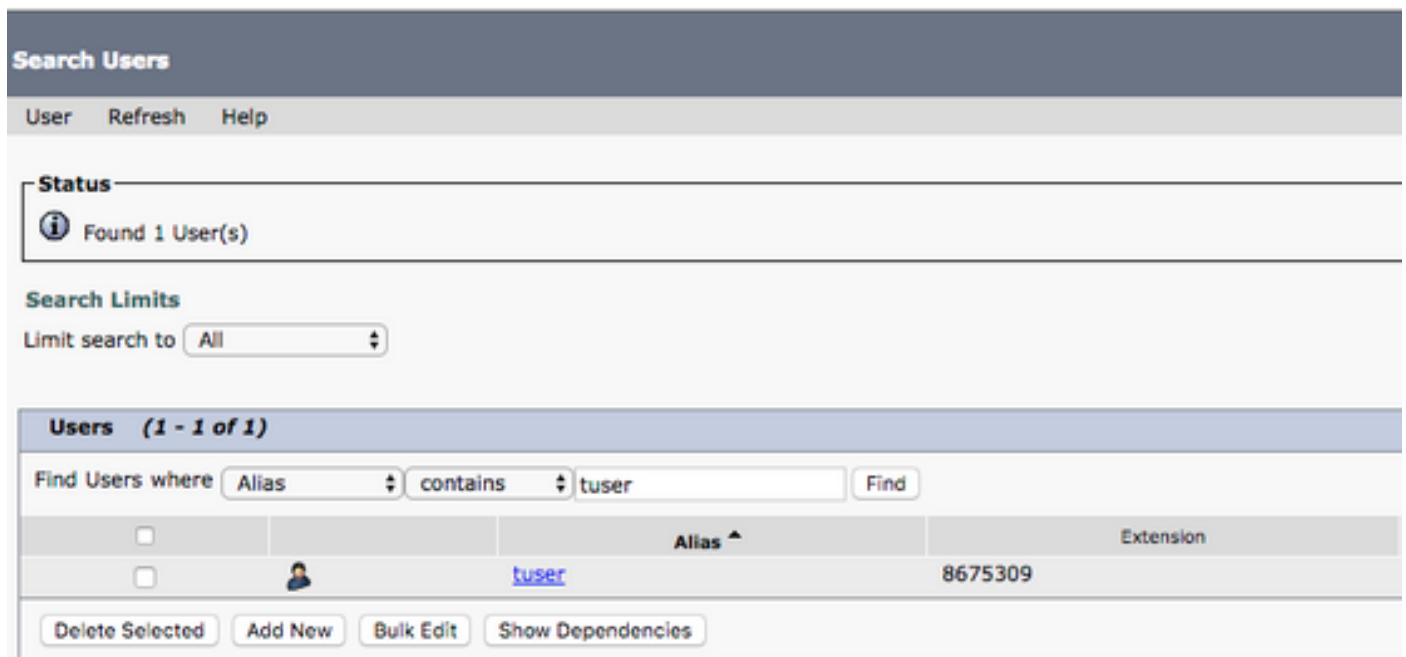 Search Users
User Refresh Help
Status
Found 1 User(s)
Search Limits
Limit search to All
Users (1 - 1 of 1)
Find Users where Alias contains tuser Find
Alias Extension
tuser 8675309
Delete Selected Add New Bulk Edit Show Dependencies